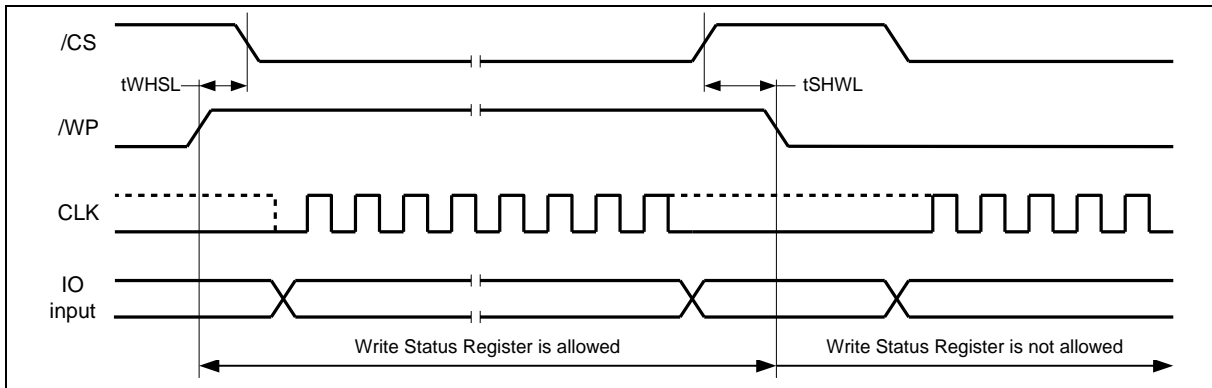 /CS
tWHSL
tSHWL
/WP
CLK
IO
input
Write Status Register is allowed
Write Status Register is not allowed